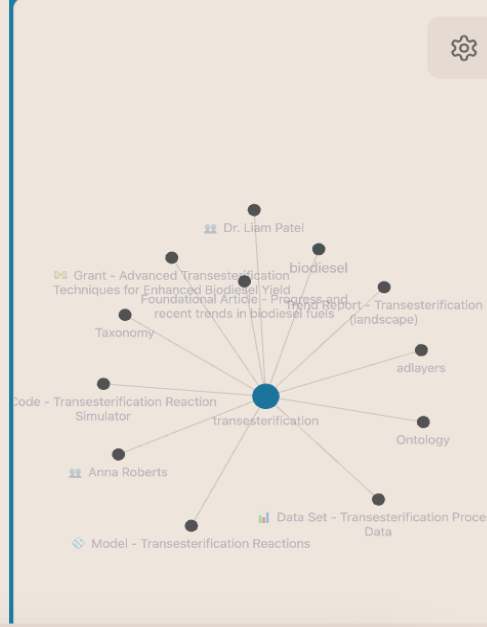 Dr. Liam Patel
biodiesel
Grant - Advanced Transesterification
Techniques for Enhanced Biodiesel Yield
Foundational Article - Progress and
recent trends in biodiesel fuels
Trend Report - Transesterification
(landscape)
Taxonomy
adlayers
Code - Transesterification Reaction
Simulator
transesterification
Ontology
Anna Roberts
Data Set - Transesterification Proce
Data
Model - Transesterification Reactions